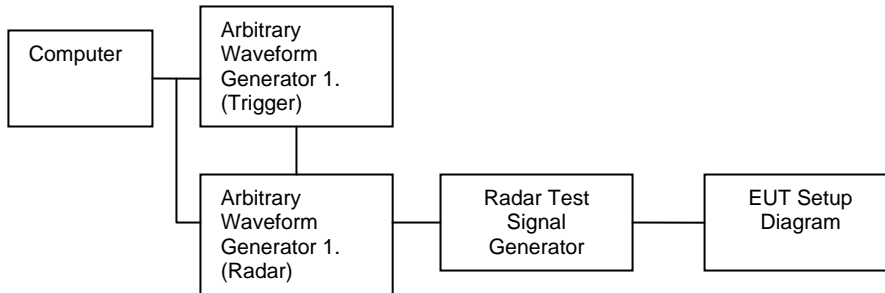 Computer
Arbitrary
Waveform
Generator 1.
(Trigger)
Arbitrary
Waveform
Generator 1.
(Radar)
Radar Test
Signal
Generator
EUT Setup
Diagram